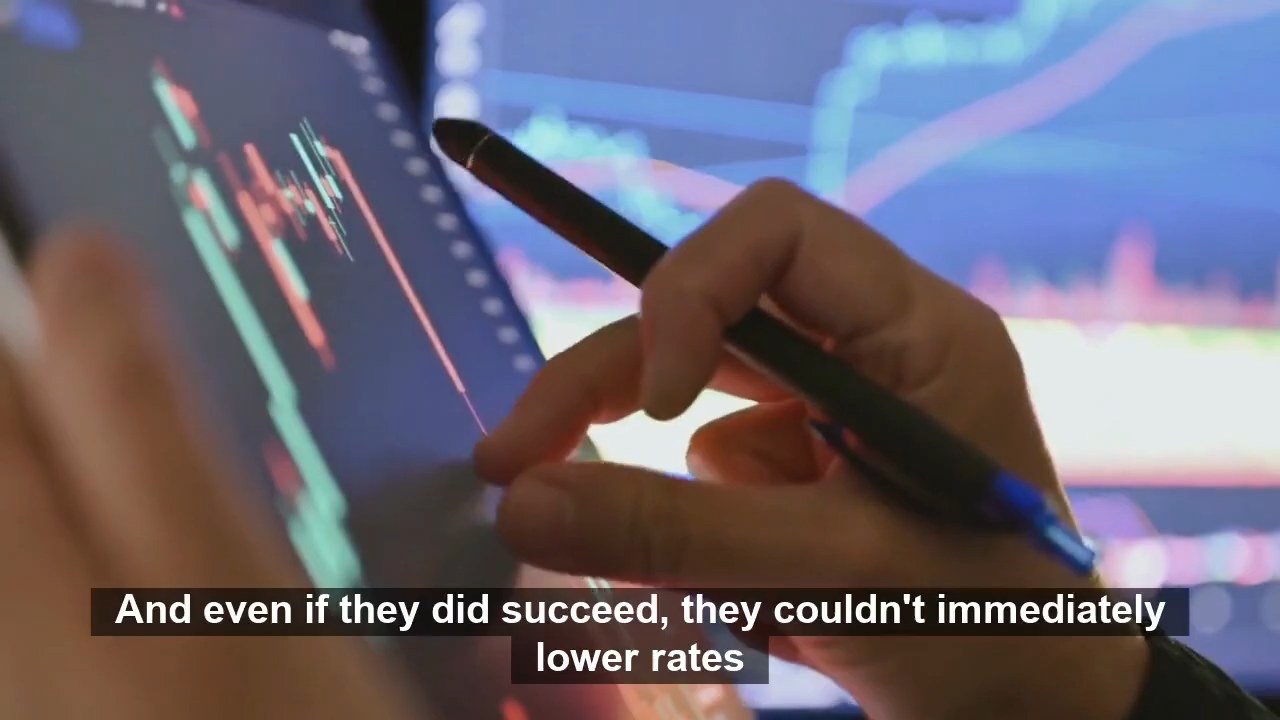 And even if they did succeed, they couldn't immediately
lower rates